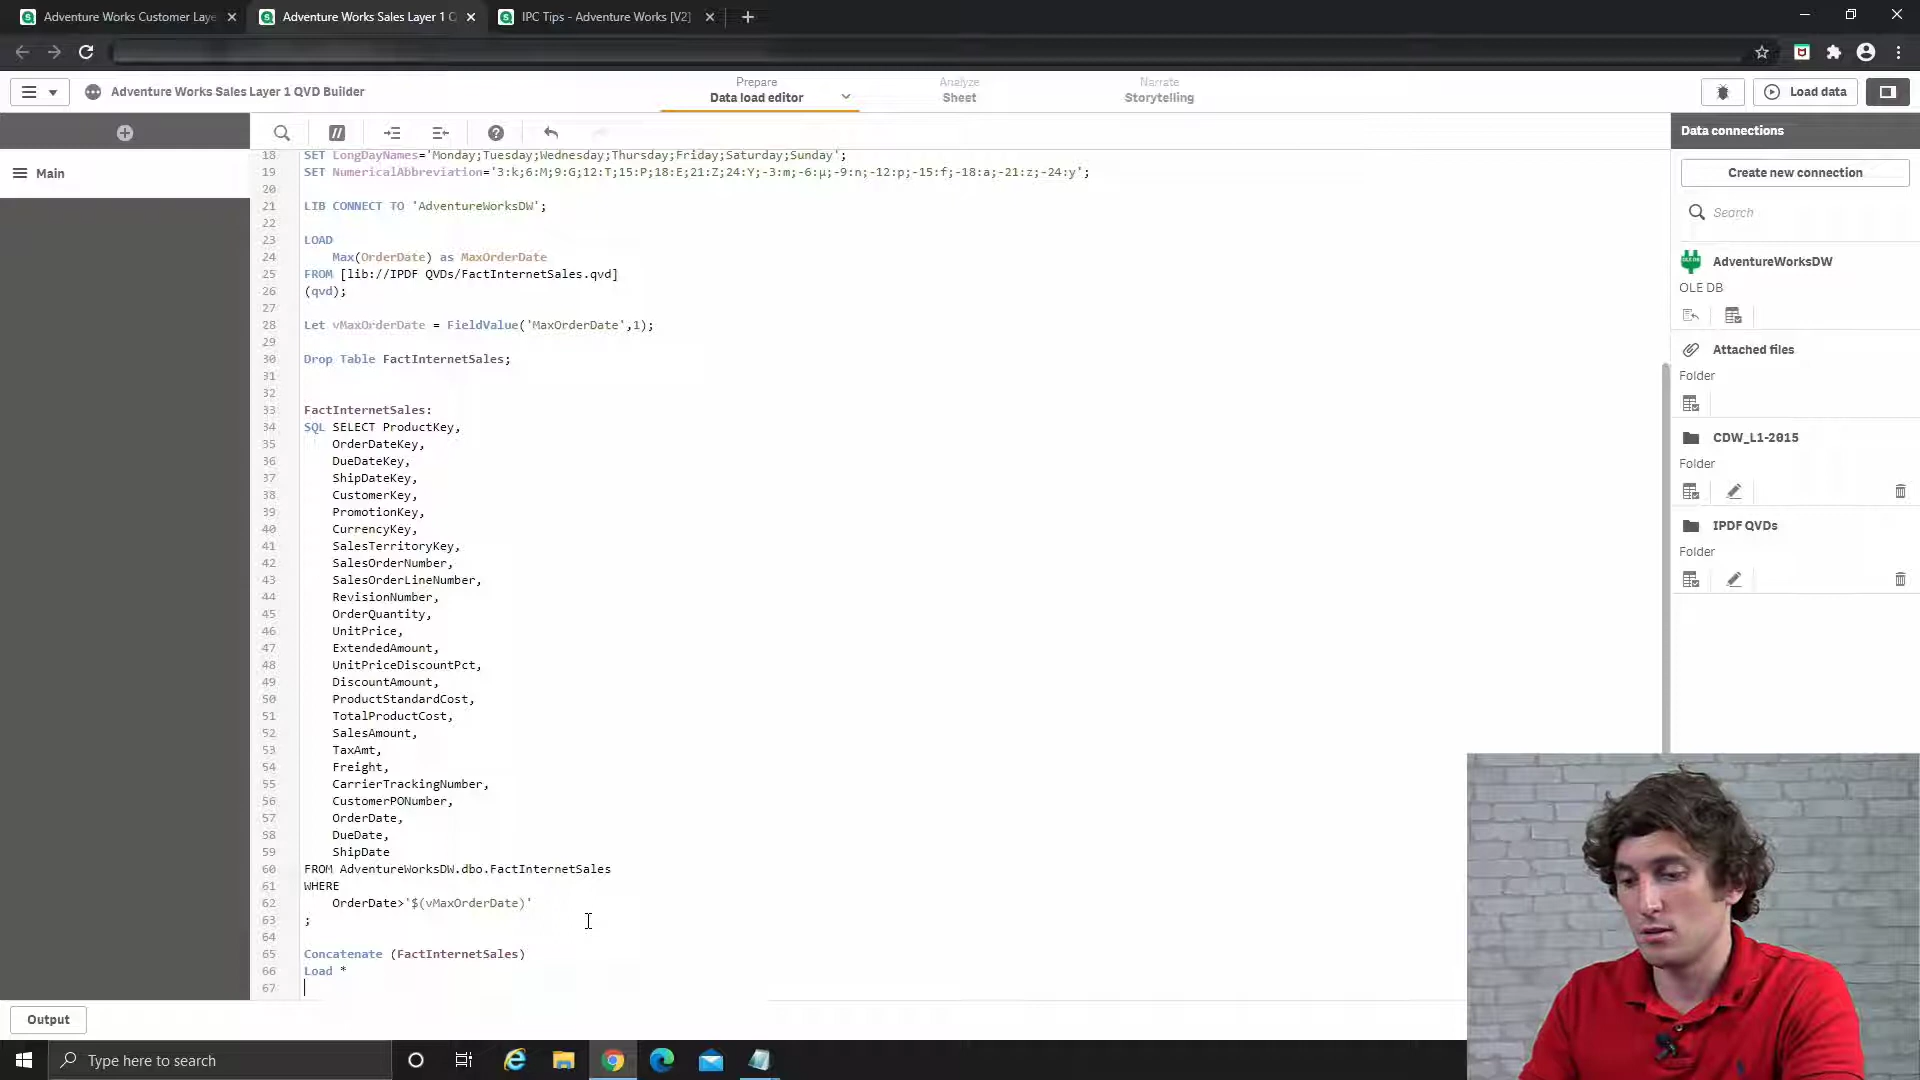 Adventure Works Customer Laye
Adventure Works Sales Layer 1 Q
IPC Tips - Adventure Works [V2]
Adventure Works Sales Layer 1 QVD Builder
Prepare
Data load editor
Analyze
Sheet
Narrate
Storytelling
Load data
Main
18 SET LongDayNames='Monday;Tuesday;Wednesday;Thursday;Friday;Saturday;Sunday';
19 SET NumericalAbbreviation='3:k;6:M;9:G;12:T;15:P;18:E;21:Z;24:Y;-3:m;-6:μ;-9:n;-12:p;-15:f;-18:a;-21:z;-24:y';
20
21 LIB CONNECT TO 'AdventureWorksDW';
22
23 LOAD
24 Max(OrderDate) as MaxOrderDate
25 FROM [lib://IPDF QVDs/FactInternetSales.qvd]
26 (qvd);
27
28 Let vMaxOrderDate = FieldValue('MaxOrderDate',1);
29
30 Drop Table FactInternetSales;
31
32
33 FactInternetSales:
34 SQL SELECT ProductKey,
35 OrderDateKey,
36 DueDateKey,
37 ShipDateKey,
38 CustomerKey,
39 PromotionKey,
40 CurrencyKey,
41 SalesTerritoryKey,
42 SalesOrderNumber,
43 SalesOrderLineNumber,
44 RevisionNumber,
45 OrderQuantity,
46 UnitPrice,
47 ExtendedAmount,
48 UnitPriceDiscountPct,
49 DiscountAmount,
50 ProductStandardCost,
51 TotalProductCost,
52 SalesAmount,
53 TaxAmt,
54 Freight,
55 CarrierTrackingNumber,
56 CustomerPONumber,
57 OrderDate,
58 DueDate,
59 ShipDate
60 FROM AdventureWorksDW.dbo.FactInternetSales
61 WHERE
62 OrderDate>'$(vMaxOrderDate)'
63 ;
64
65 Concatenate (FactInternetSales)
66 Load *
67
Data connections
Create new connection
Search
AdventureWorksDW
OLE DB
Attached files
Folder
CDW_L1-2015
Folder
IPDF QVDs
Folder
Output
Type here to search